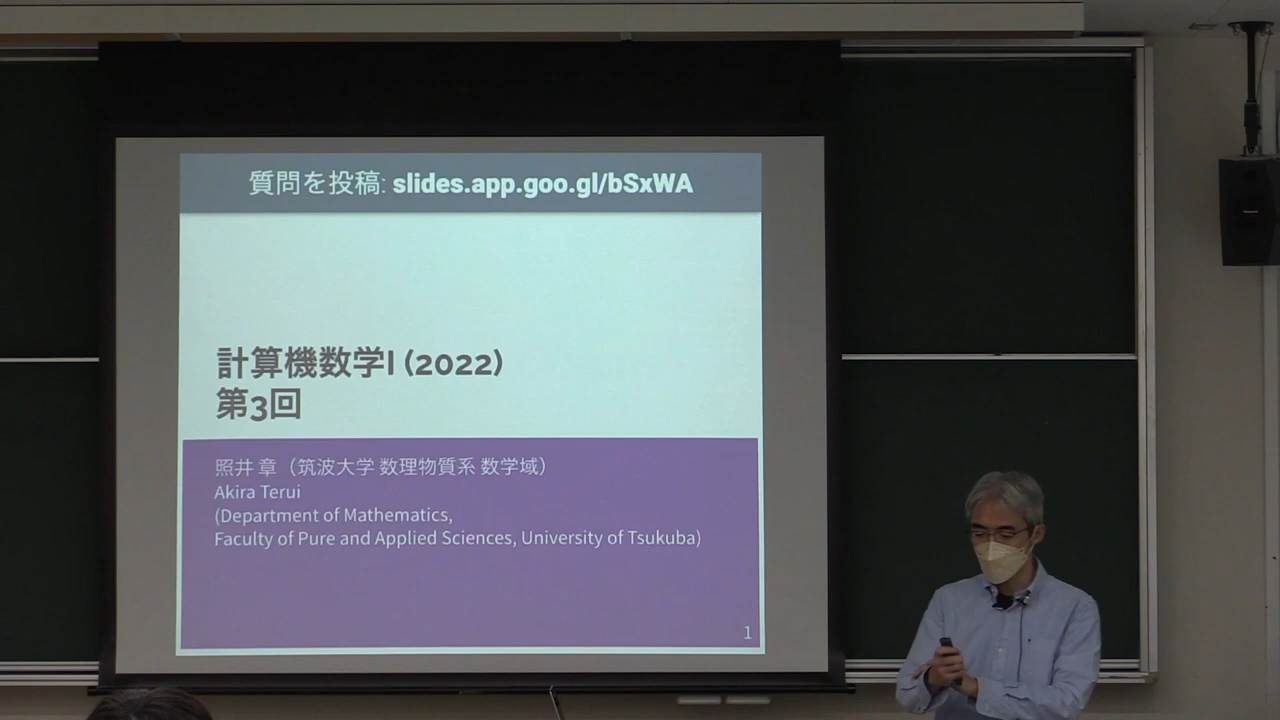 質問を投稿: slides.app.goo.gl/bSxWA
計算機数学I (2022)
第3回
照井 章（筑波大学 数理物質系 数学域）
Akira Terui
(Department of Mathematics,
Faculty of Pure and Applied Sciences, University of Tsukuba)
1